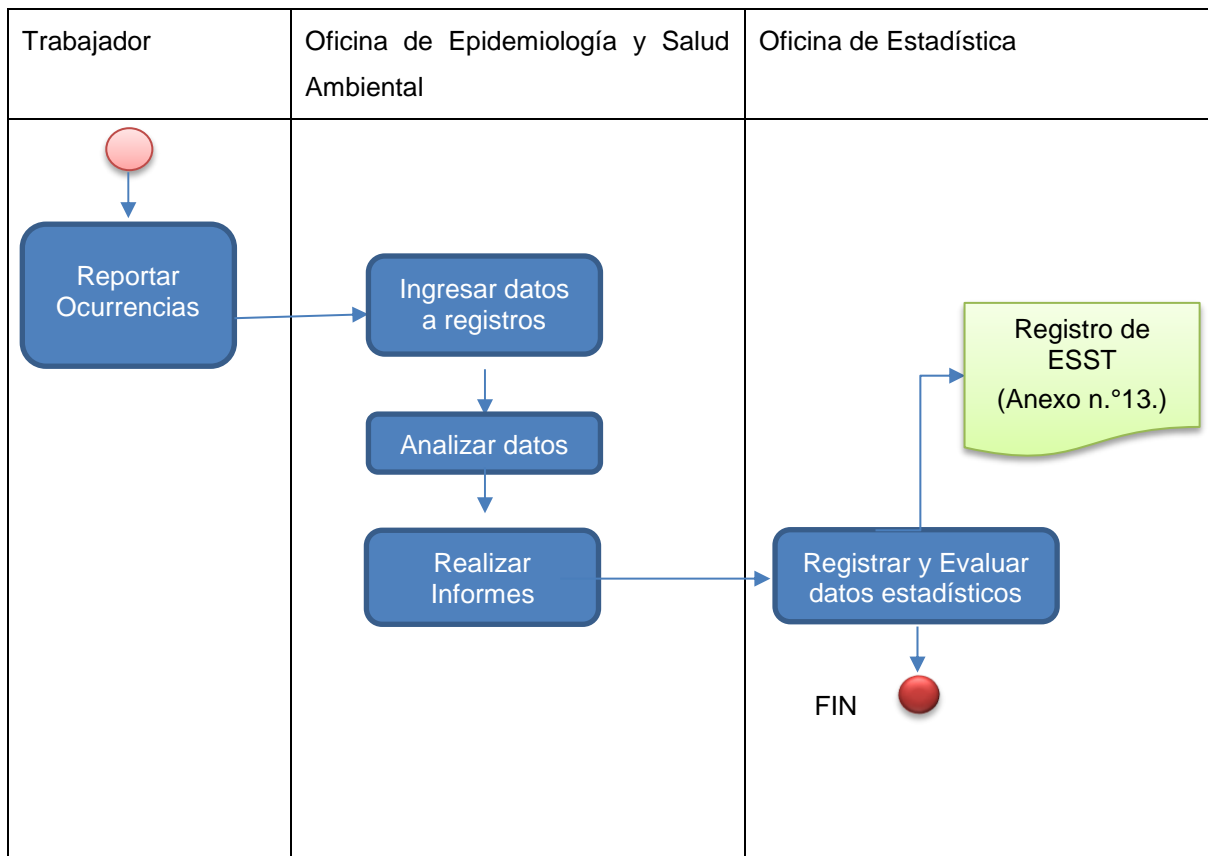 Trabajador
Oficina de Epidemiología y Salud
Ambiental
Oficina de Estadística
Reportar
Ocurrencias
Ingresar datos
a registros
Analizar datos
Realizar
Informes
Registro de
ESST
(Anexo n.°13.)
Registrar y Evaluar
datos estadísticos
FIN